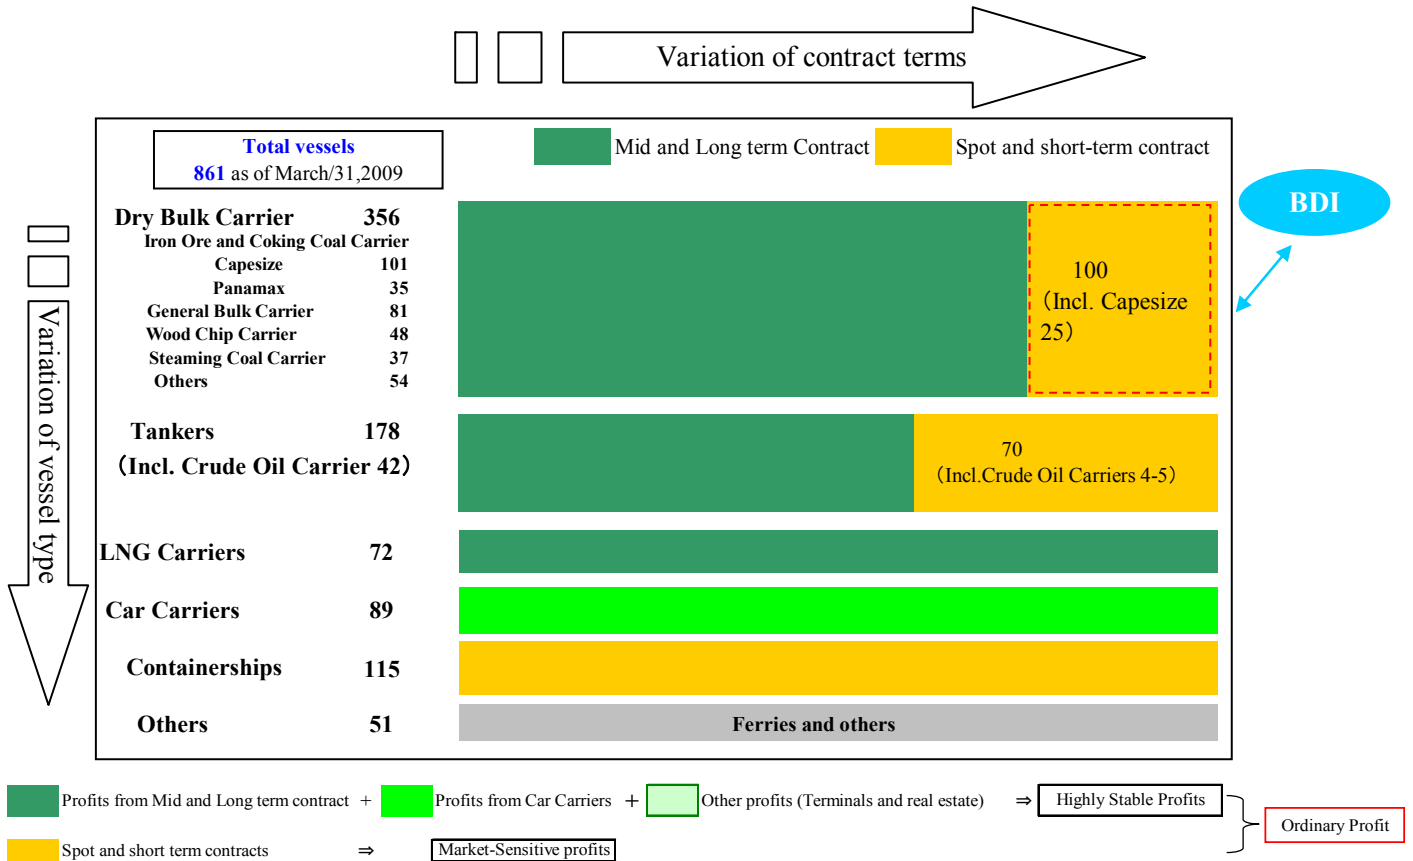 Variation of contract terms
Total vessels
861 as of March/31,2009
Mid and Long term Contract
Spot and short-term contract
BDI
Variation of vessel type
Dry Bulk Carrier 356
Iron Ore and Coking Coal Carrier
Capesize 101
Panamax 35
General Bulk Carrier 81
Wood Chip Carrier 48
Steaming Coal Carrier 37
Others 54
100
（Incl. Capesize
25）
Tankers 178
（Incl. Crude Oil Carrier 42）
70
（Incl.Crude Oil Carriers 4-5）
LNG Carriers 72
Car Carriers 89
Containerships 115
Others 51
Ferries and others
Profits from Mid and Long term contract + Profits from Car Carriers + Other profits (Terminals and real estate) ⇒ Highly Stable Profits
Ordinary Profit
Spot and short term contracts ⇒ Market-Sensitive profits